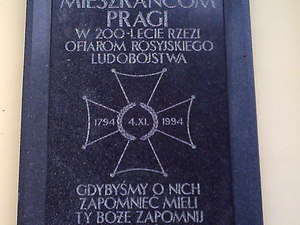 MIESZKAŃCOM
PRAGI
W 200-LECIE RZEZI
OFIAROM ROSYJSKIEGO
LUDOBÓJSTWA
1794 4.XI. 1994
GDYBYŚMY O NICH
ZAPOMNIEĆ MIELI
TY BOŻE ZAPOMNIJ